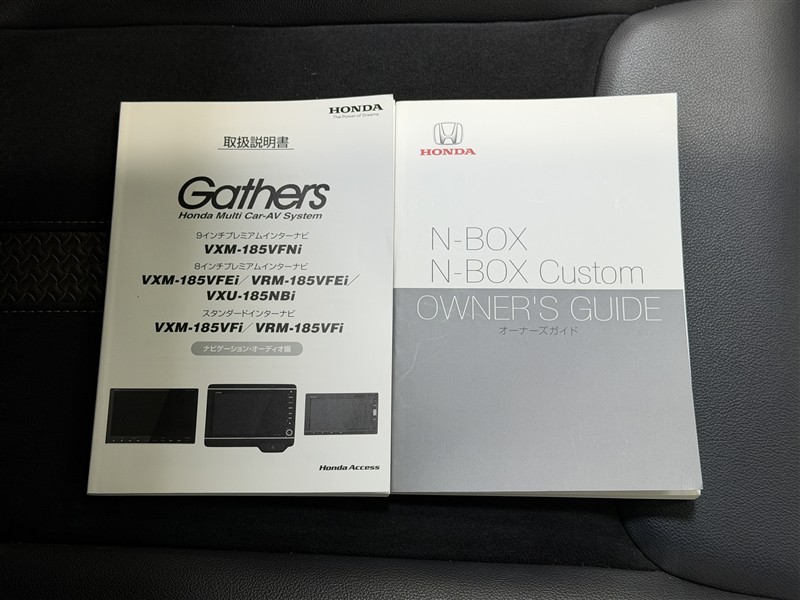 HONDA
The Power of Dreams
取扱説明書
Gathers
Honda Multi Car-AV System
9インチプレミアムインターナビ
VXM-185VFNi
8インチプレミアムインターナビ
VXM-185VFEi/VRM-185VFEi/
VXU-185NBi
スタンダードインターナビ
VXM-185VFi/VRM-185VFi
ナビゲーション・オーディオ編
Honda Access
HONDA
N-BOX
N-BOX Custom
OWNER'S GUIDE
オーナーズガイド